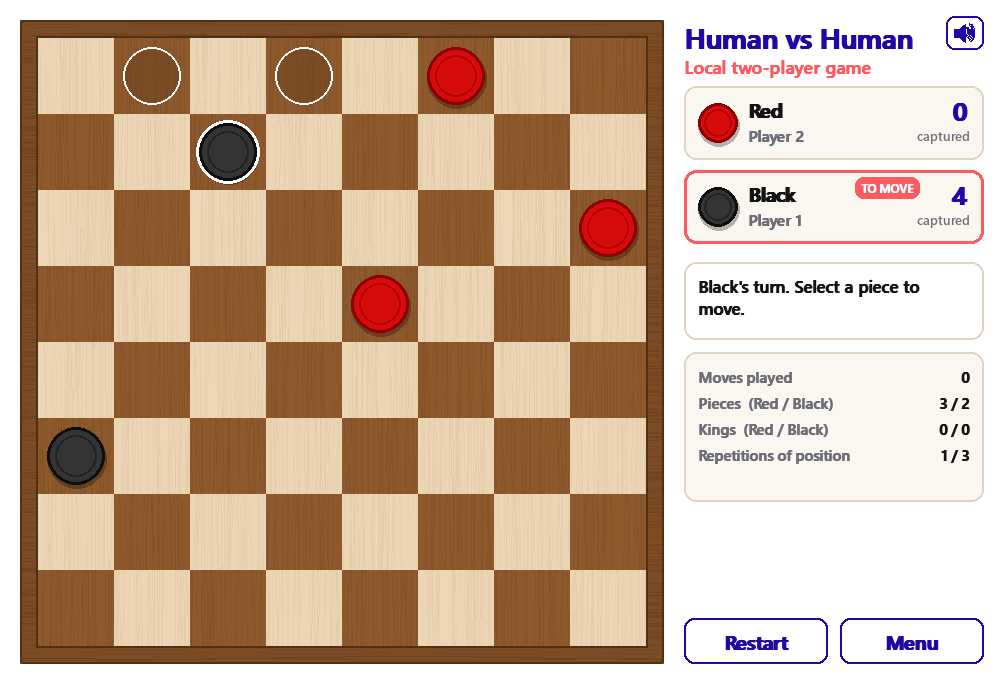 Human vs Human
Local two-player game
Red
0
Player 2
captured
Black
TO MOVE
4
Player 1
captured
Black's turn. Select a piece to
move.
Moves played 0
Pieces (Red / Black) 3 / 2
Kings (Red / Black) 0 / 0
Repetitions of position 1 / 3
Restart
Menu